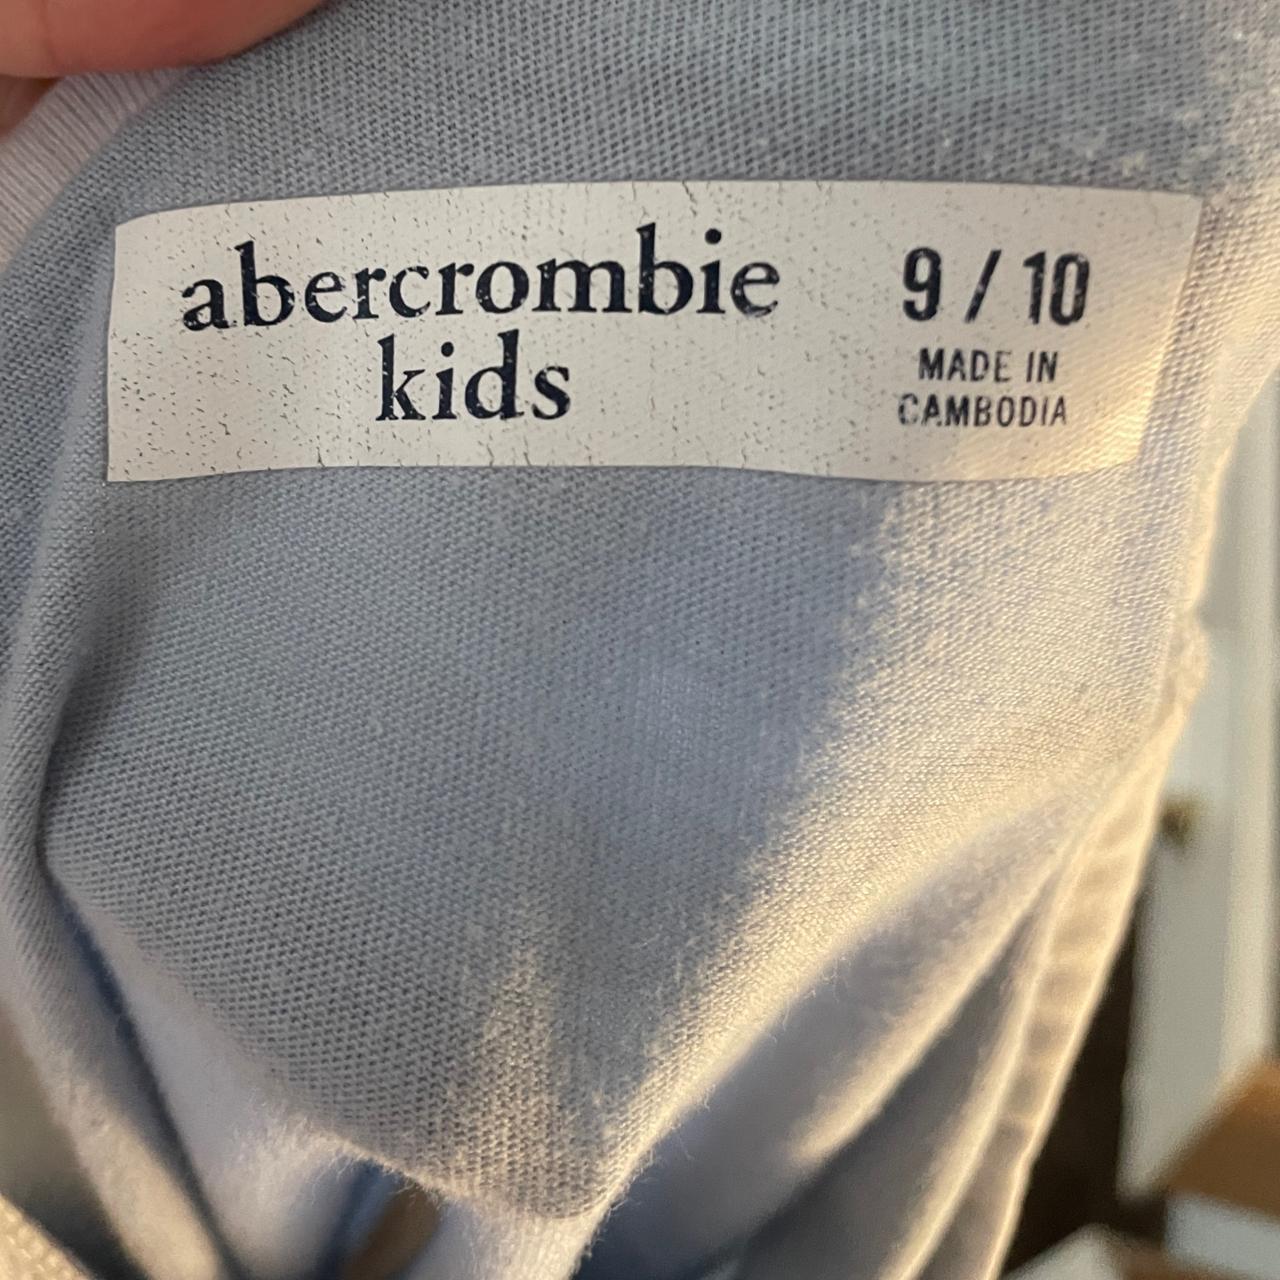 abercrombie
kids
9 / 10
MADE IN
CAMBODIA